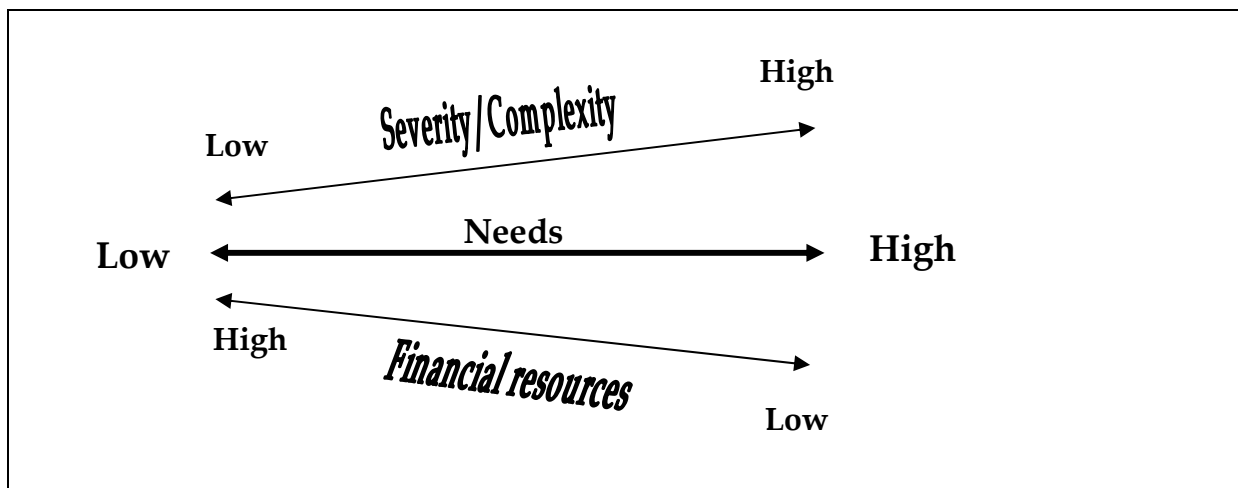 High
Severity/Complexity
Low
Needs
Low
High
High
Financial resources
Low